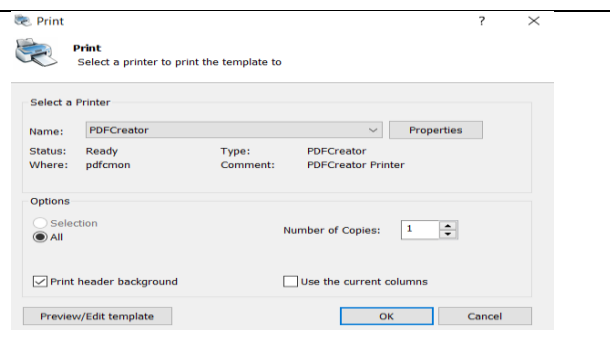 Print ?
Print
Select a printer to print the template to
Select a Printer
Name: PDFCreator Properties
Status: Ready Type: PDFCreator
Where: pdfcmon Comment: PDFCreator Printer
Options
Selection
All
Number of Copies: 1
Print header background Use the current columns
Preview/Edit template OK Cancel